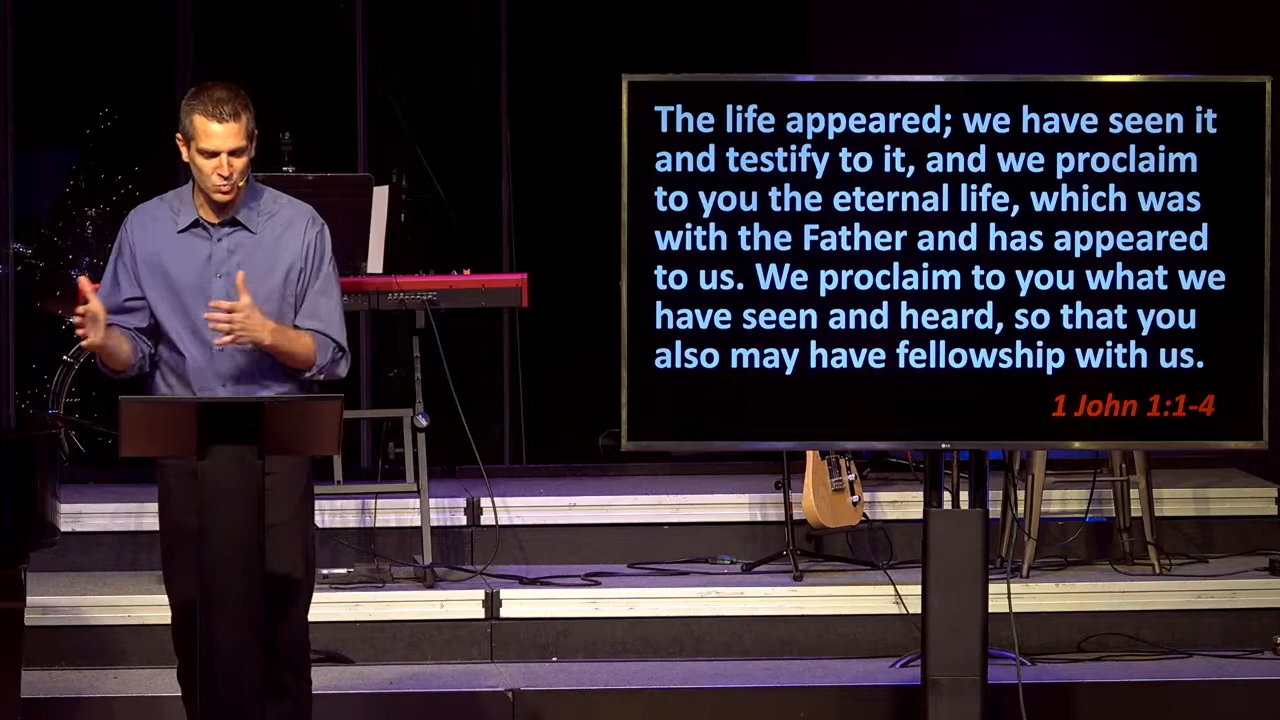 The life appeared; we have seen it
and testify to it, and we proclaim
to you the eternal life, which was
with the Father and has appeared
to us. We proclaim to you what we
have seen and heard, so that you
also may have fellowship with us.
1 John 1:1-4
LG